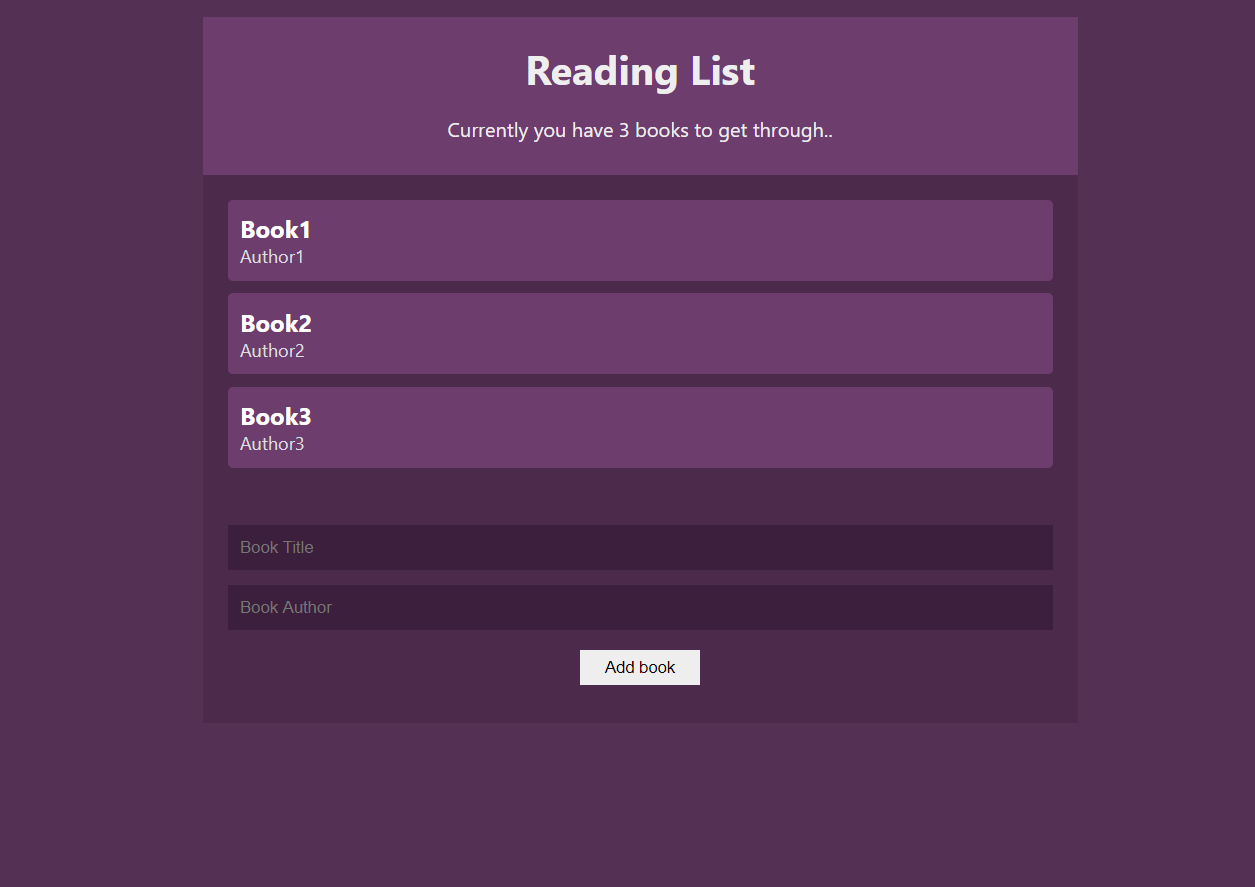 Reading List
Currently you have 3 books to get through..
Book1
Author1
Book2
Author2
Book3
Author3
Book Title
Book Author
Add book